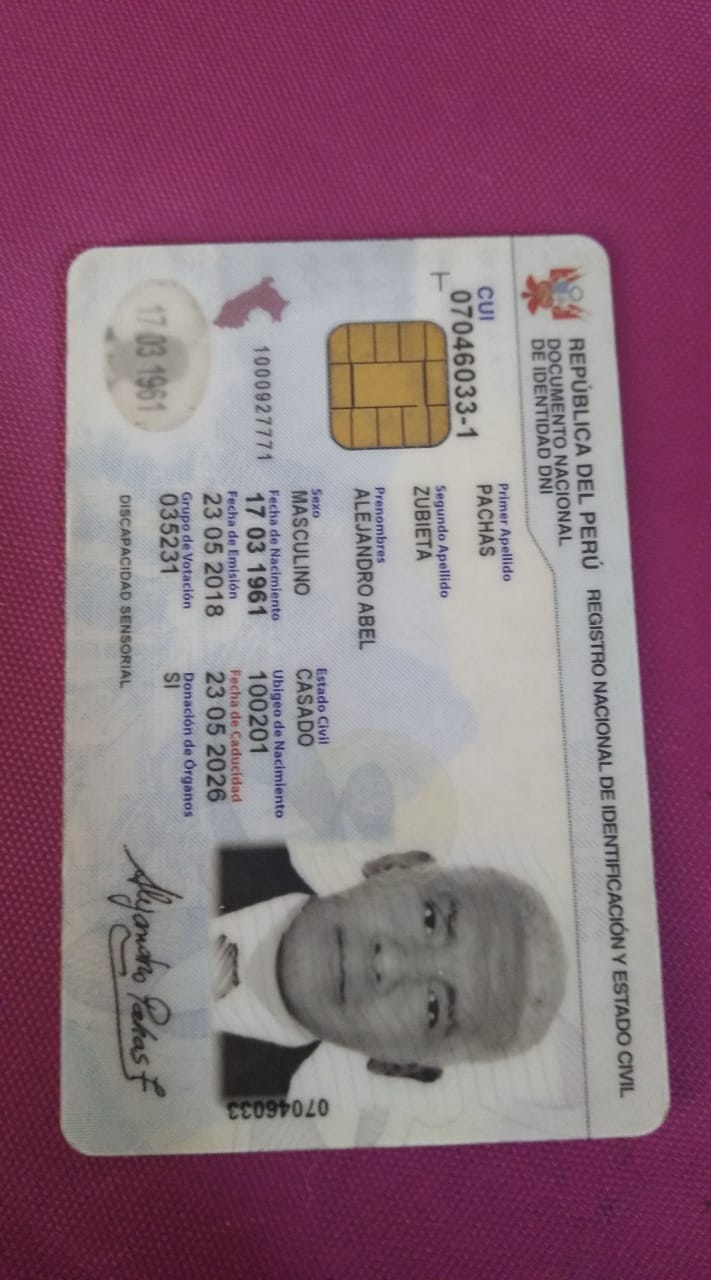 REPÚBLICA DEL PERÚ REGISTRO NACIONAL DE IDENTIFICACIÓN Y ESTADO CIVIL
DOCUMENTO NACIONAL
DE IDENTIDAD DNI
CUI
07046033-1
Primer Apellido
PACHAS
Segundo Apellido
ZUBIETA
Prenombres
ALEJANDRO ABEL
Sexo Estado Civil
MASCULINO CASADO
Fecha de Nacimiento Ubigeo de Nacimiento
17 03 1961 100201
Fecha de Emisión Fecha de Caducidad
23 05 2018 23 05 2026
Grupo de Votación Donación de Órganos
035231 SI
DISCAPACIDAD SENSORIAL
1000927771
17 03 1961
07046033
Alejandro